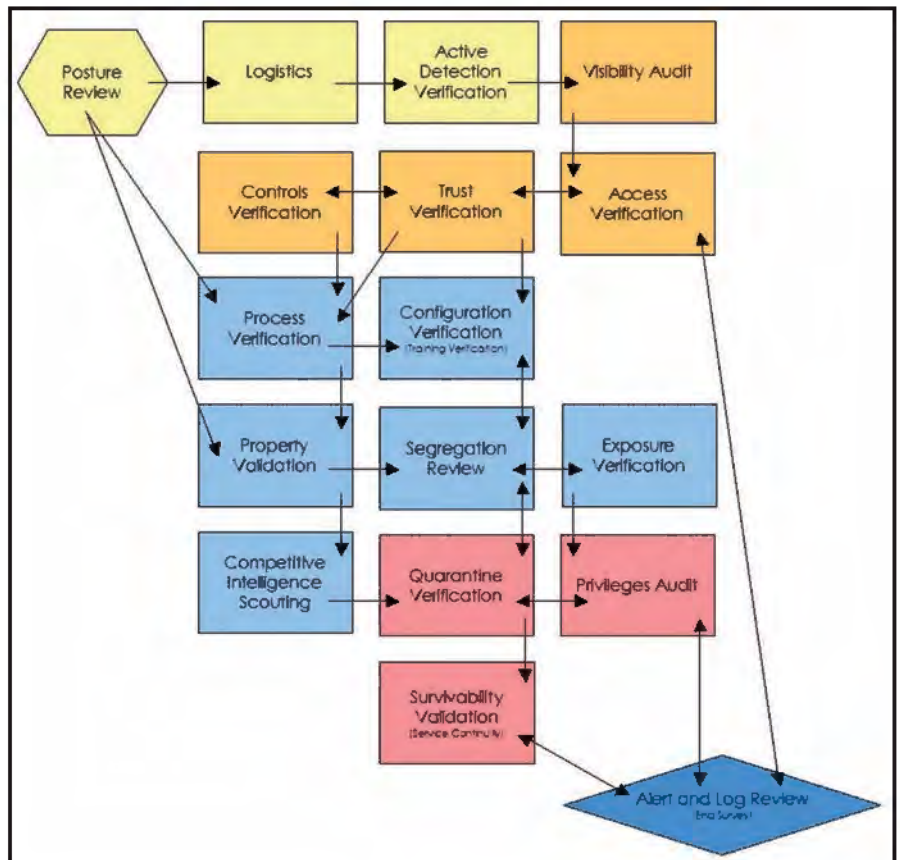 Posture
Review
Logistics
Active
Detection
Verification
Visibility Audit
Controls
Verification
Trust
Verification
Access
Verification
Process
Verification
Configuration
Verification
(Training Verification)
Property
Validation
Segregation
Review
Exposure
Verification
Competitive
Intelligence
Scouting
Quarantine
Verification
Privileges Audit
Survivability
Validation
(Service Continuity)
Alert and Log Review